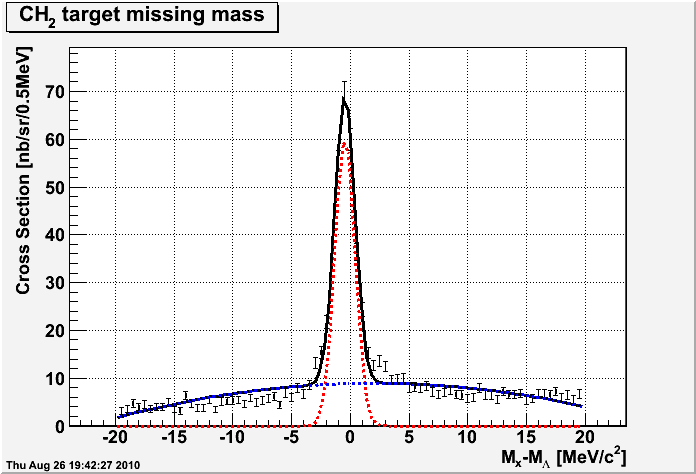 CH2 target missing mass
Cross Section [nb/sr/0.5MeV]
70
60
50
40
30
20
10
0
-20 -15 -10 -5 0 5 10 15 20
Mx-MΛ [MeV/c²]
Thu Aug 26 19:42:27 2010